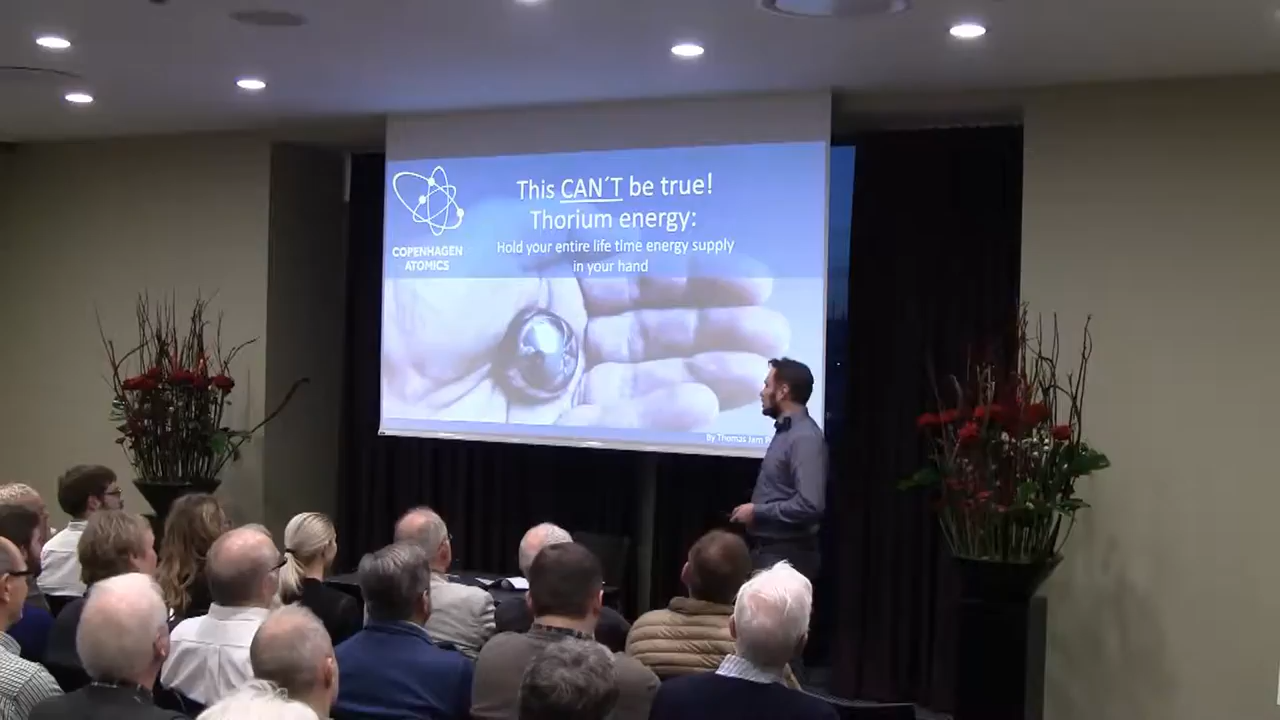 This CAN´T be true!
Thorium energy:
Hold your entire life time energy supply
in your hand
COPENHAGEN
ATOMICS
By Thomas Jam